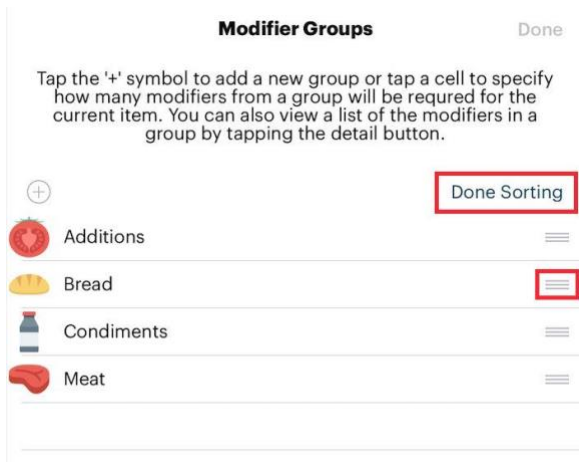 Modifier Groups
Done
Tap the '+' symbol to add a new group or tap a cell to specify
how many modifiers from a group will be requred for the
current item. You can also view a list of the modifiers in a
group by tapping the detail button.
Done Sorting
Additions
Bread
Condiments
Meat